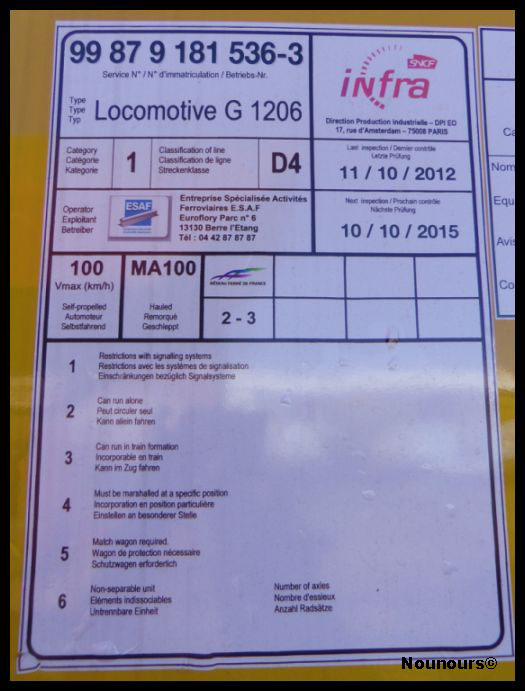 99 87 9 181 536-3
Service N° / N° d'immatriculation / Betriebs-Nr.
Type
Type
Typ
Locomotive G 1206
SNCF
iNfra
Direction Production Industrielle – DPI EO
17, rue d'Amsterdam – 75008 PARIS
Category
Catégorie
Kategorie
1
Classification of line
Classification de ligne
Streckenklasse
D4
Last inspection / Dernier contrôle
Letzte Prüfung
11 / 10 / 2012
Operator
Exploitant
Betreiber
ESAF
Entreprise Spécialisée Activités
Ferroviaires E.S.A.F
Euroflory Parc n° 6
13130 Berre l'Etang
Tél : 04 42 87 87 87
Next inspection / Prochain contrôle
Nächste Prüfung
10 / 10 / 2015
100
Vmax (km/h)
MA100
RÉSEAU FERRÉ DE FRANCE
Self-propelled
Automoteur
Selbstfahrend
Hauled
Remorqué
Geschleppt
2 - 3
1
Restrictions with signalling systems
Restrictions avec les systèmes de signalisation
Einschränkungen bezüglich Signalsysteme
2
Can run alone
Peut circuler seul
Kann allein fahren
3
Can run in train formation
Incorporable en train
Kann im Zug fahren
4
Must be marshalled at a specific position
Incorporation en position particulière
Einstellen an besonderer Stelle
5
Match wagon required.
Wagon de protection nécessaire
Schutzwagen erforderlich
6
Non-separable unit
Eléments indissociables
Untrennbare Einheit
Number of axles
Nombre d'essieux
Anzahl Radsätze
Ca
Nom
Equ
Avis
Co
Nounours©